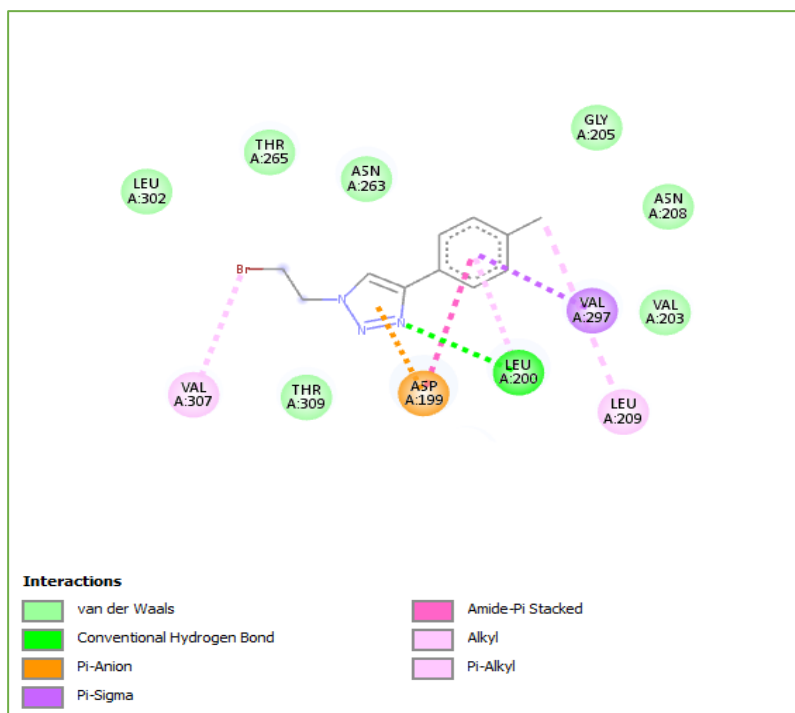 GLY
A:205
THR
A:265
ASN
A:263
LEU
A:302
ASN
A:208
Br
N
N
N
VAL
A:297
VAL
A:203
LEU
A:200
VAL
A:307
THR
A:309
ASP
A:199
LEU
A:209
Interactions
van der Waals
Conventional Hydrogen Bond
Pi-Anion
Pi-Sigma
Amide-Pi Stacked
Alkyl
Pi-Alkyl